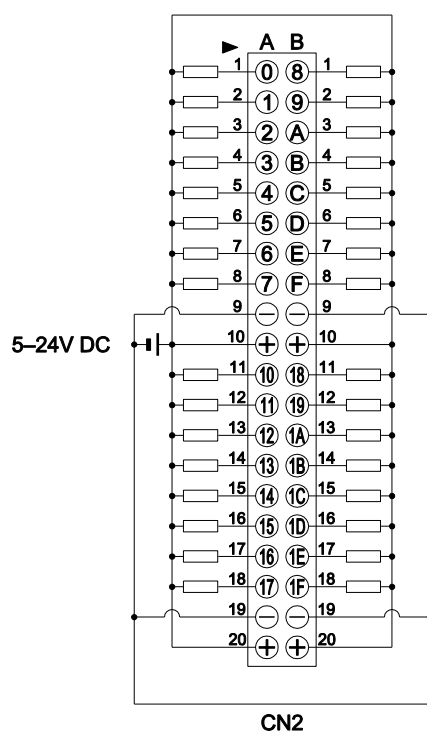 A B
1 0 8 1
2 1 9 2
3 2 A 3
4 3 B 4
5 4 C 5
6 5 D 6
7 6 E 7
8 7 F 8
9 − − 9
5–24V DC 10 + + 10
11 10 18 11
12 11 19 12
13 12 1A 13
14 13 1B 14
15 14 1C 15
16 15 1D 16
17 16 1E 17
18 17 1F 18
19 − − 19
20 + + 20
CN2